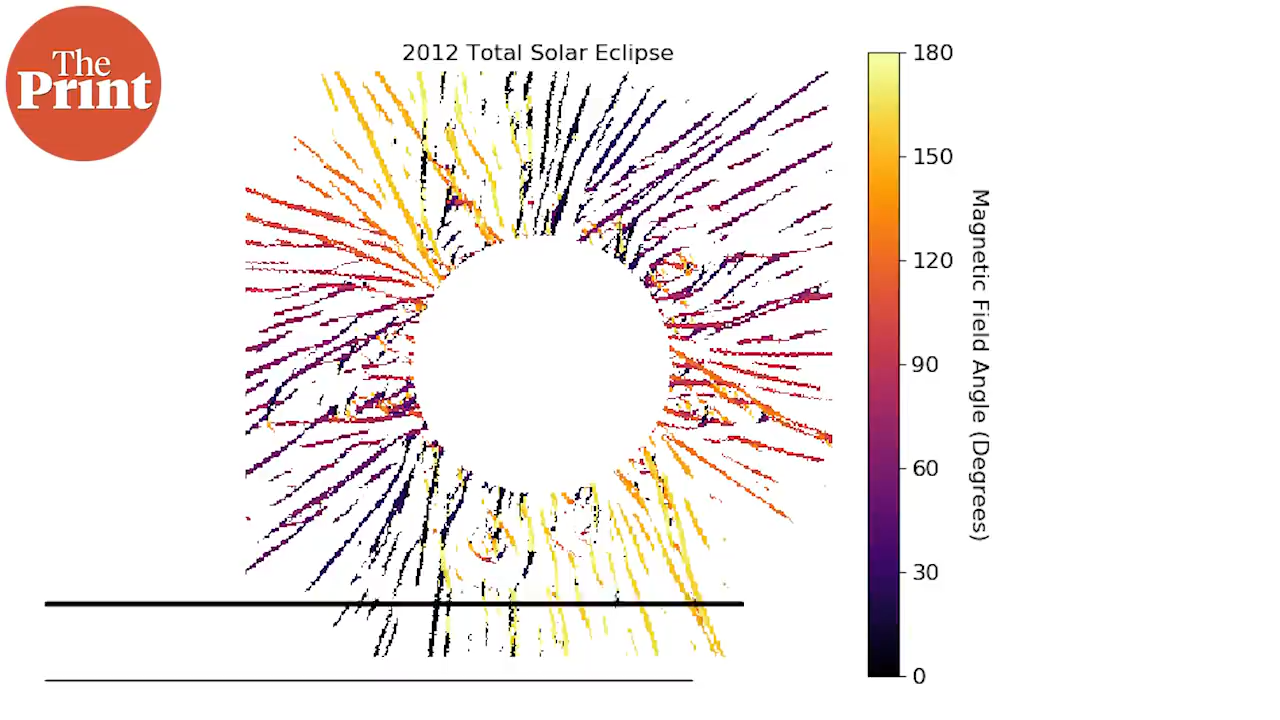 The
Print
2012 Total Solar Eclipse
180
150
120
90
60
30
0
Magnetic Field Angle (Degrees)